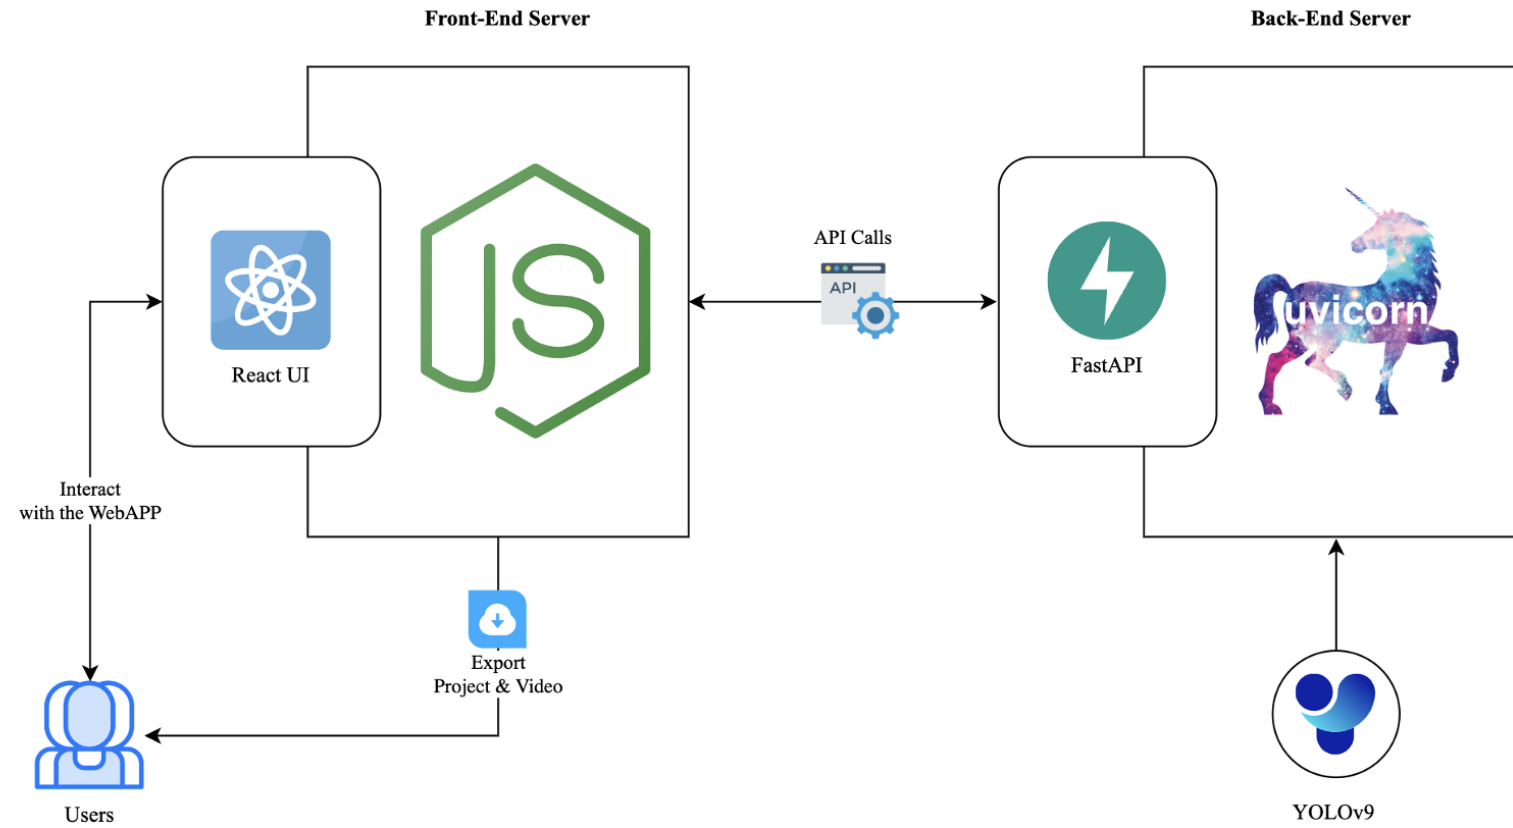 Front-End Server
Back-End Server
API Calls
API
JS
uvicorn
React UI
FastAPI
Interact
with the WebAPP
Export
Project & Video
Users
YOLOv9